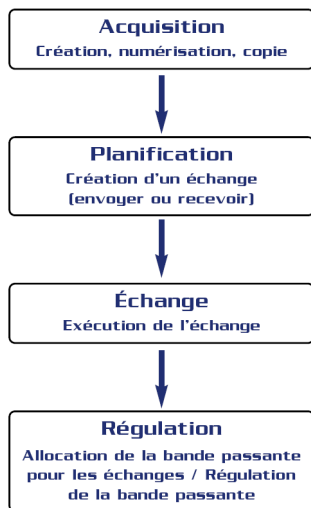 Acquisition
Création, numérisation, copie
Planification
Création d'un échange
(envoyer ou recevoir)
Échange
Exécution de l'échange
Régulation
Allocation de la bande passante
pour les échanges / Régulation
de la bande passante